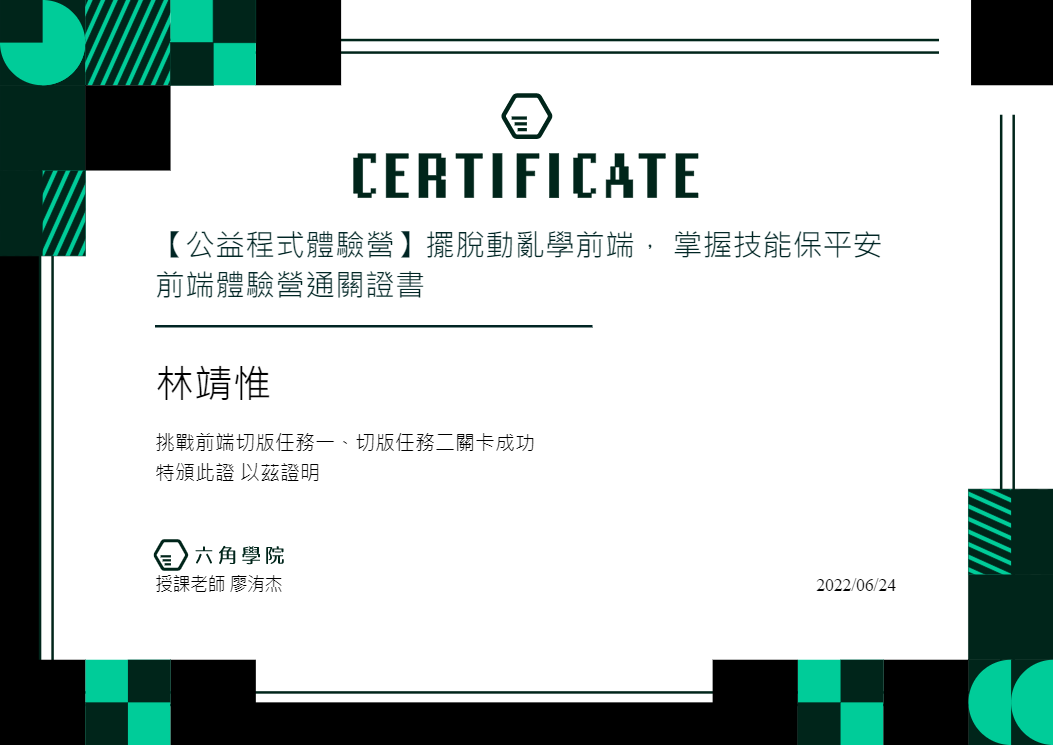 CERTIFICATE
【公益程式體驗營】擺脫動亂學前端， 掌握技能保平安
前端體驗營通關證書
林靖惟
挑戰前端切版任務一、切版任務二關卡成功
特頒此證 以茲證明
六角學院
授課老師 廖洧杰
2022/06/24